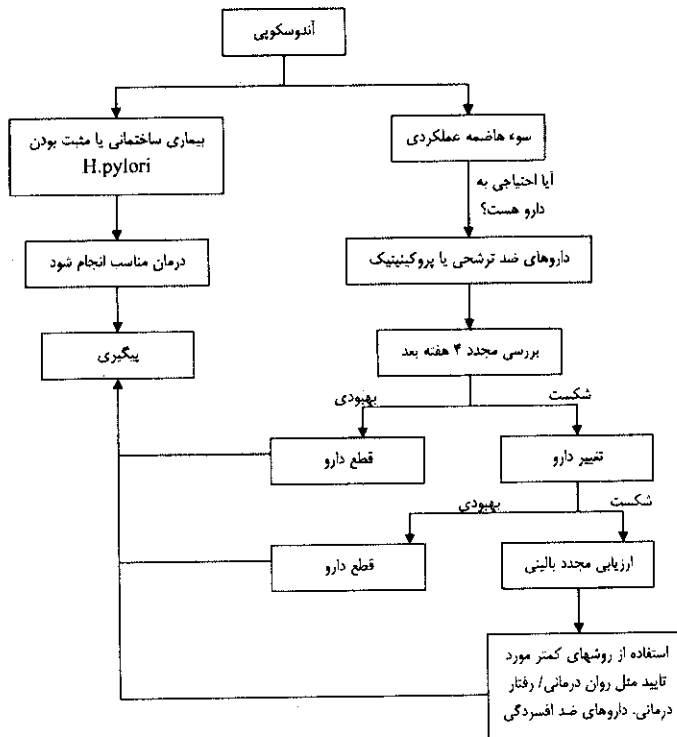 آندوسکوپی
سوء هاضمه عملکردی
بیماری ساختمانی یا مثبت بودن
H.pylori
آیا احتیاجی به
دارو هست؟
درمان مناسب انجام شود
داروهای ضد ترشحی یا پروکینیتیک
پیگیری
بررسی مجدد ۴ هفته بعد
شکست
بهبودی
تغییر دارو
قطع دارو
شکست
بهبودی
ارزیابی مجدد بالینی
قطع دارو
استفاده از روشهای کمتر مورد
تایید مثل روان درمانی/ رفتار
درمانی. داروهای ضد افسردگی